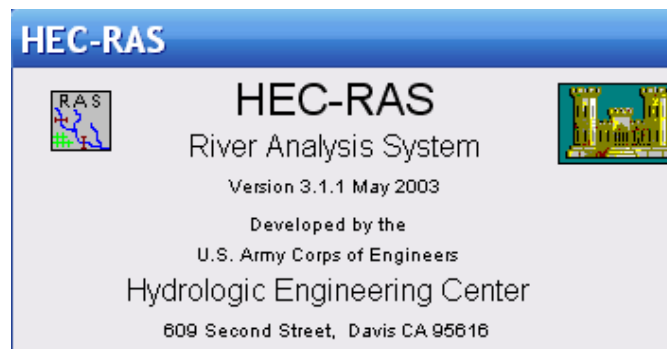 HEC-RAS
RAS
HEC-RAS
River Analysis System
Version 3.1.1 May 2003
Developed by the
U.S. Army Corps of Engineers
Hydrologic Engineering Center
609 Second Street, Davis CA 95616